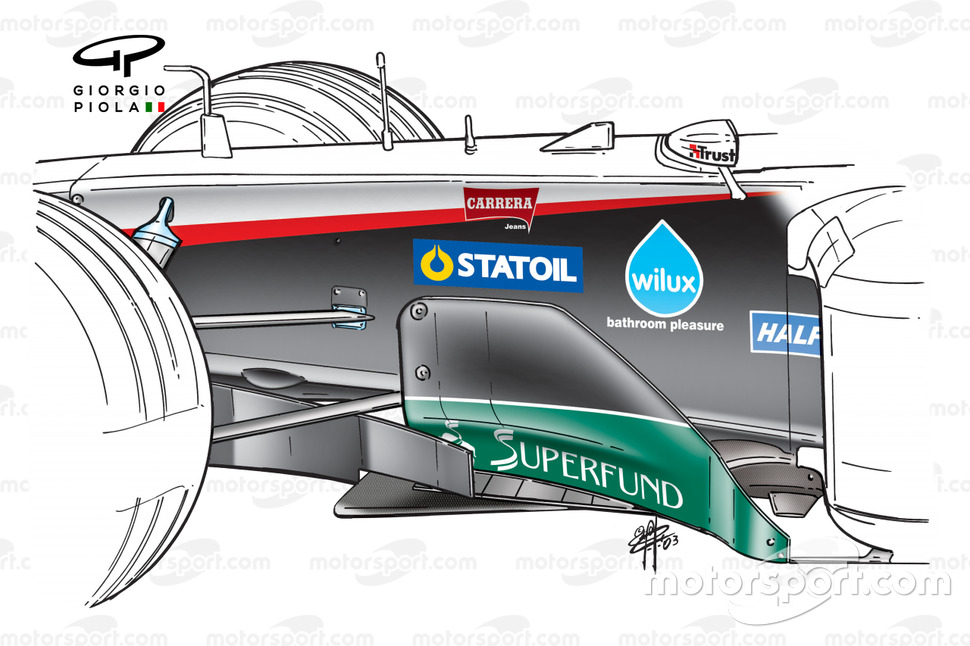 GIORGIO
PIOLA
Trust
CARRERA
Jeans
STATOIL
wilux
bathroom pleasure
HALF
SUPERFUND
'03
motorsport.com